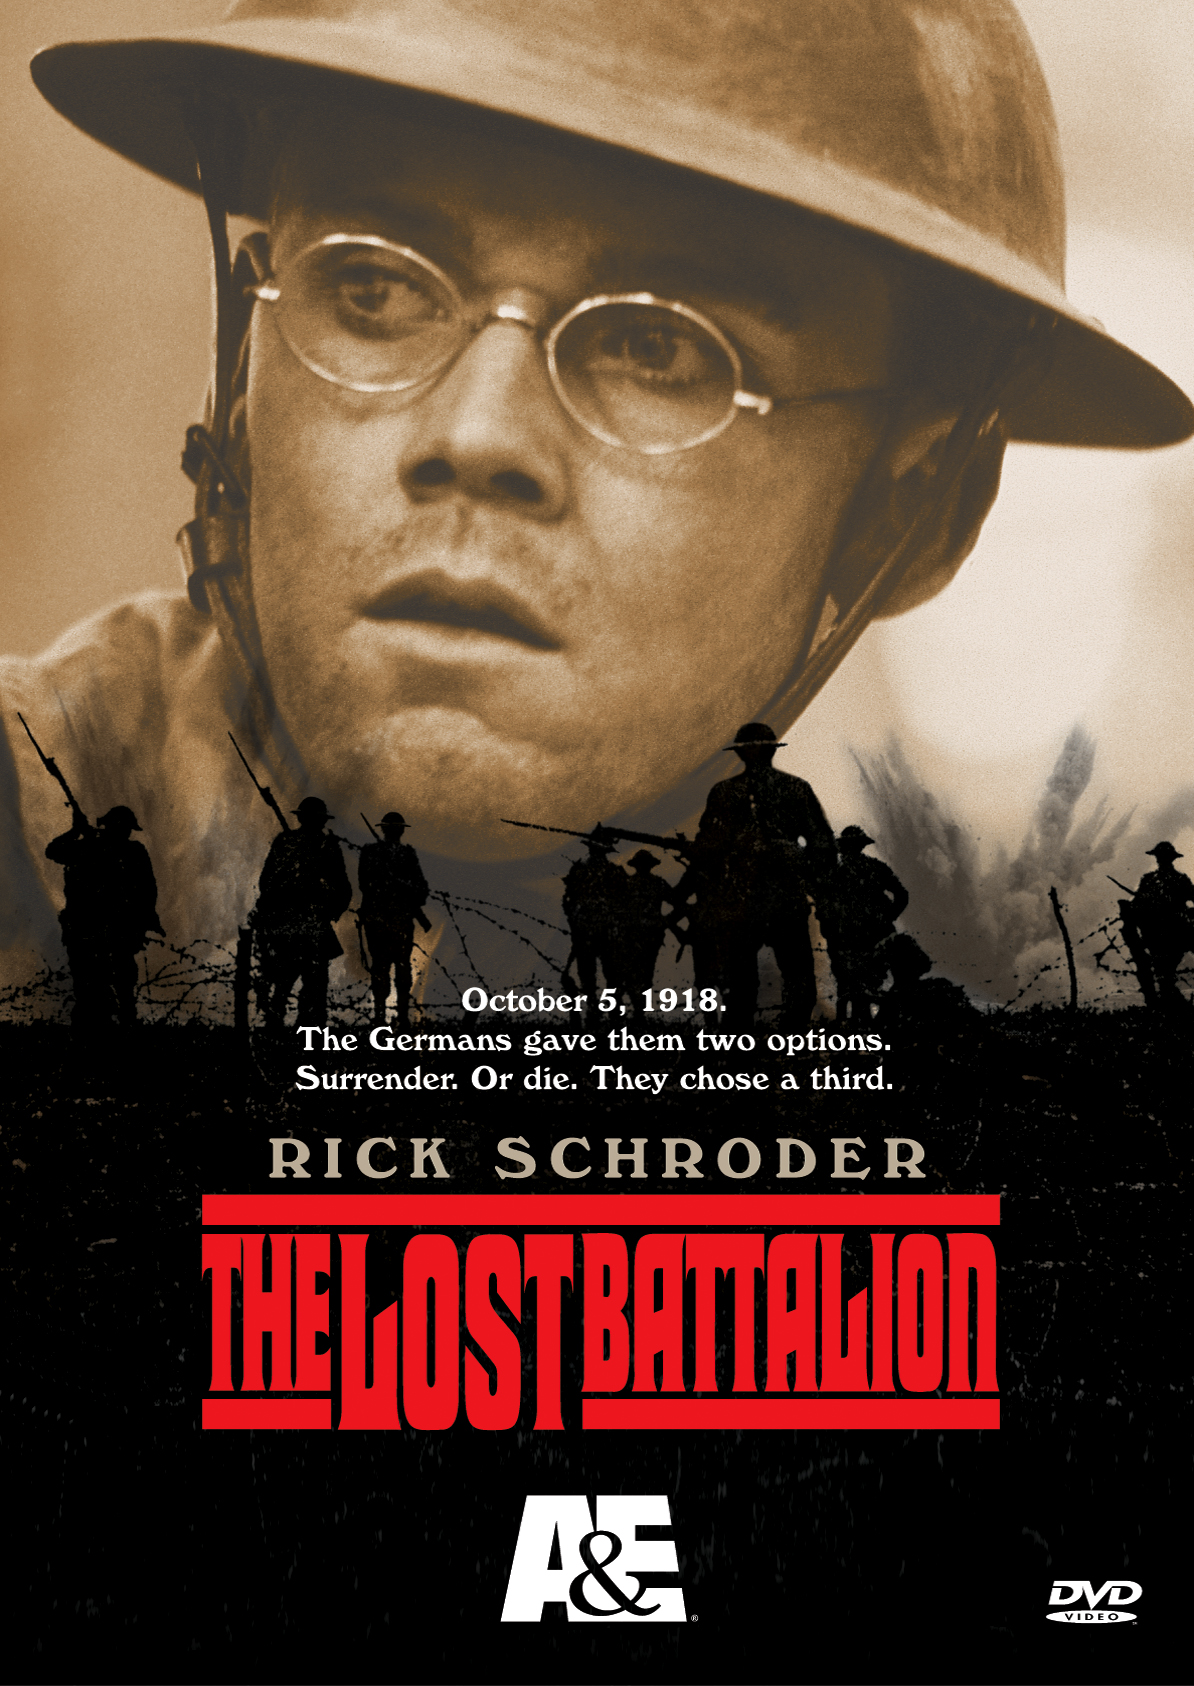 October 5, 1918.
The Germans gave them two options.
Surrender. Or die. They chose a third.
RICK SCHRODER
THE LOST BATTALION
A&E®
DVD
VIDEO